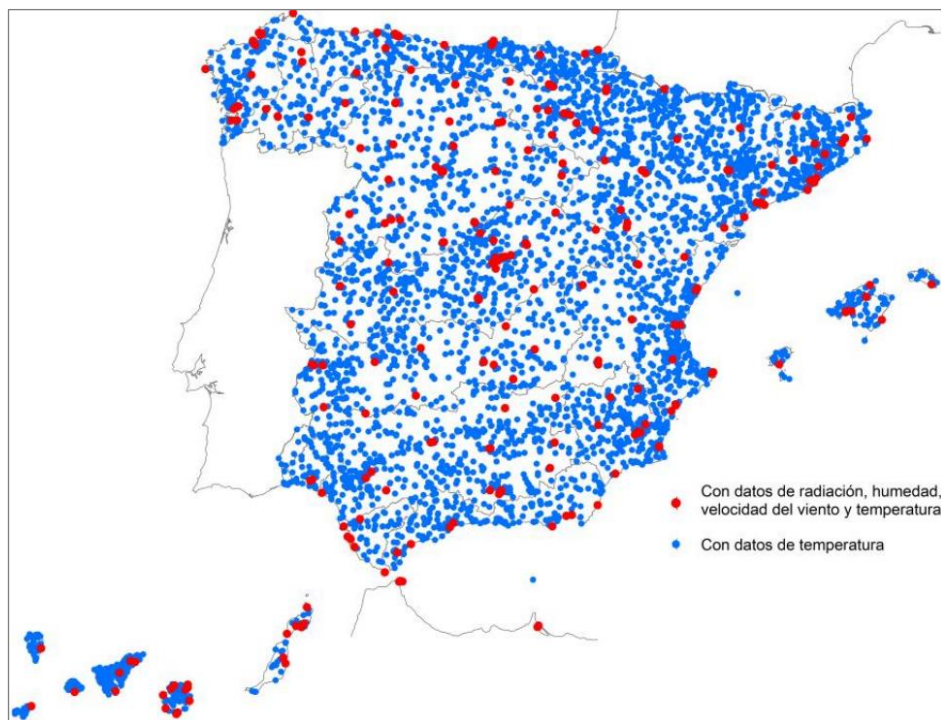 Con datos de radiación, humedad,
velocidad del viento y temperatura
Con datos de temperatura